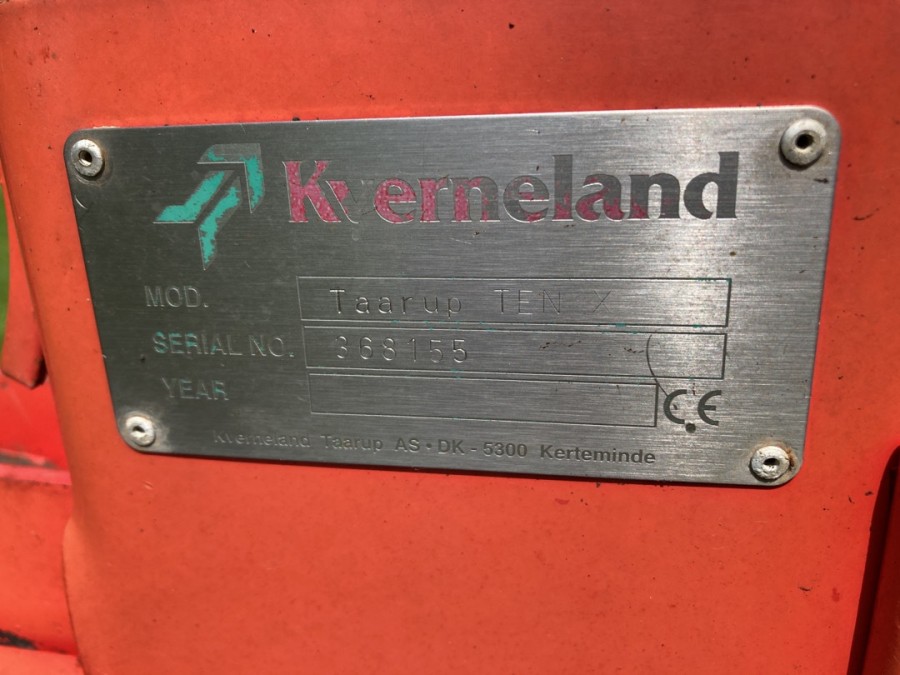 Kverneland
MOD. Taarup TEN X
SERIAL NO. 368155
YEAR
CE
Kverneland Taarup AS • DK - 5300 Kerteminde